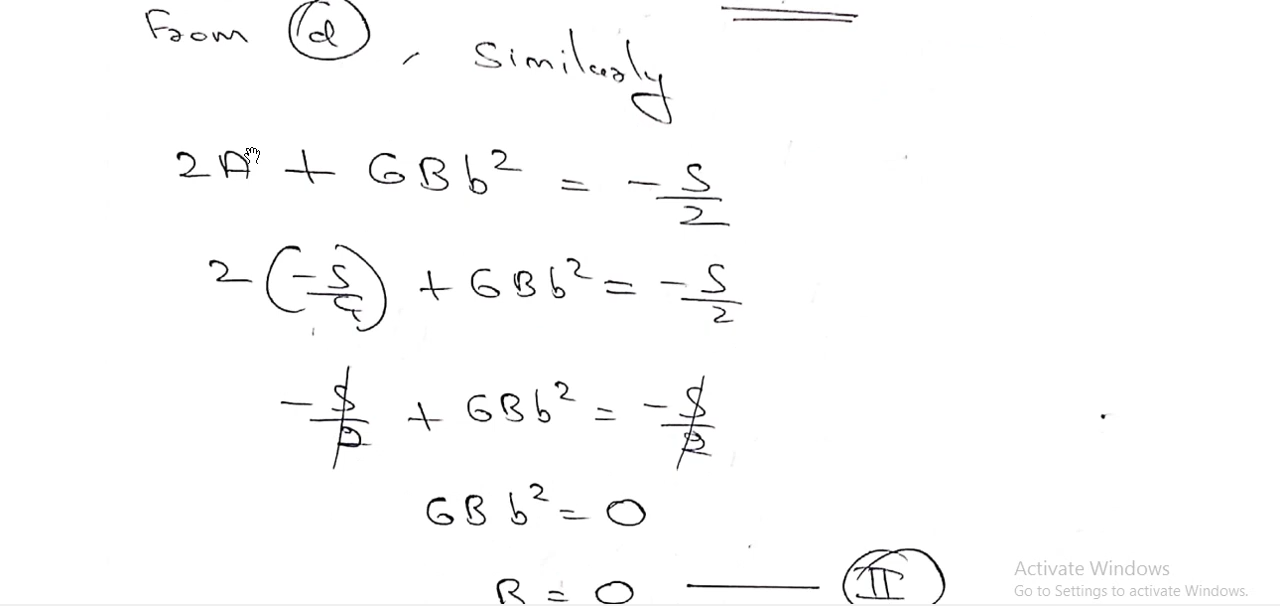 From (d), Similarly
2A + 6Bb² = -S/2
2(-S/4) + 6Bb² = -S/2
-S/2 + 6Bb² = -S/2
6Bb² = 0
B = 0 —— (II)
Activate Windows
Go to Settings to activate Windows.